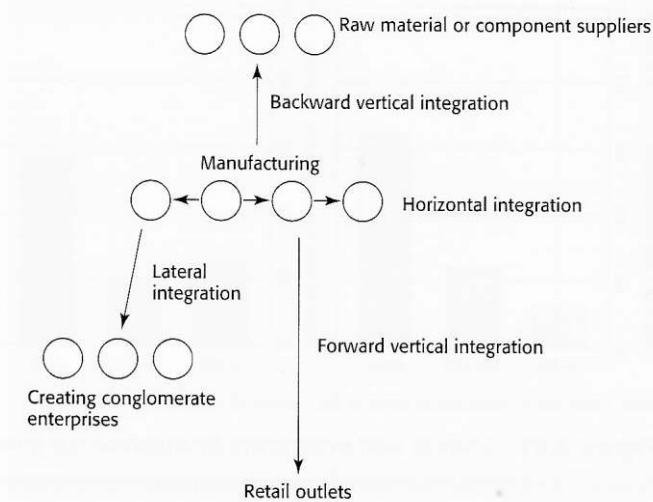 Raw material or component suppliers
Backward vertical integration
Manufacturing
Horizontal integration
Lateral
integration
Forward vertical integration
Creating conglomerate
enterprises
Retail outlets